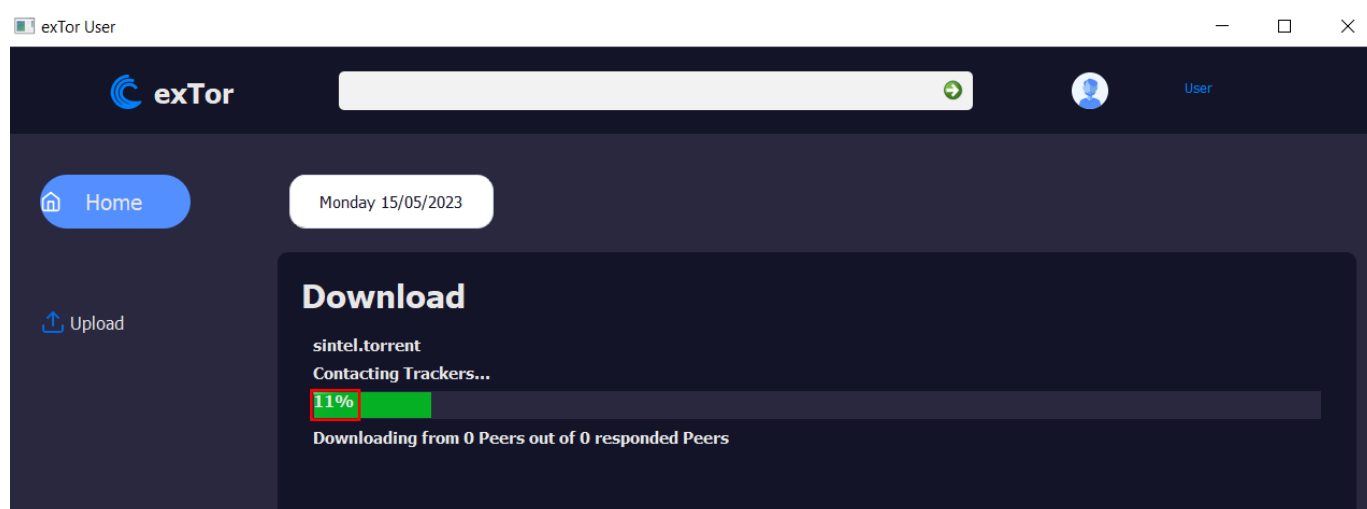 exTor User
exTor
User
Home
Monday 15/05/2023
Upload
Download
sintel.torrent
Contacting Trackers...
11%
Downloading from 0 Peers out of 0 responded Peers